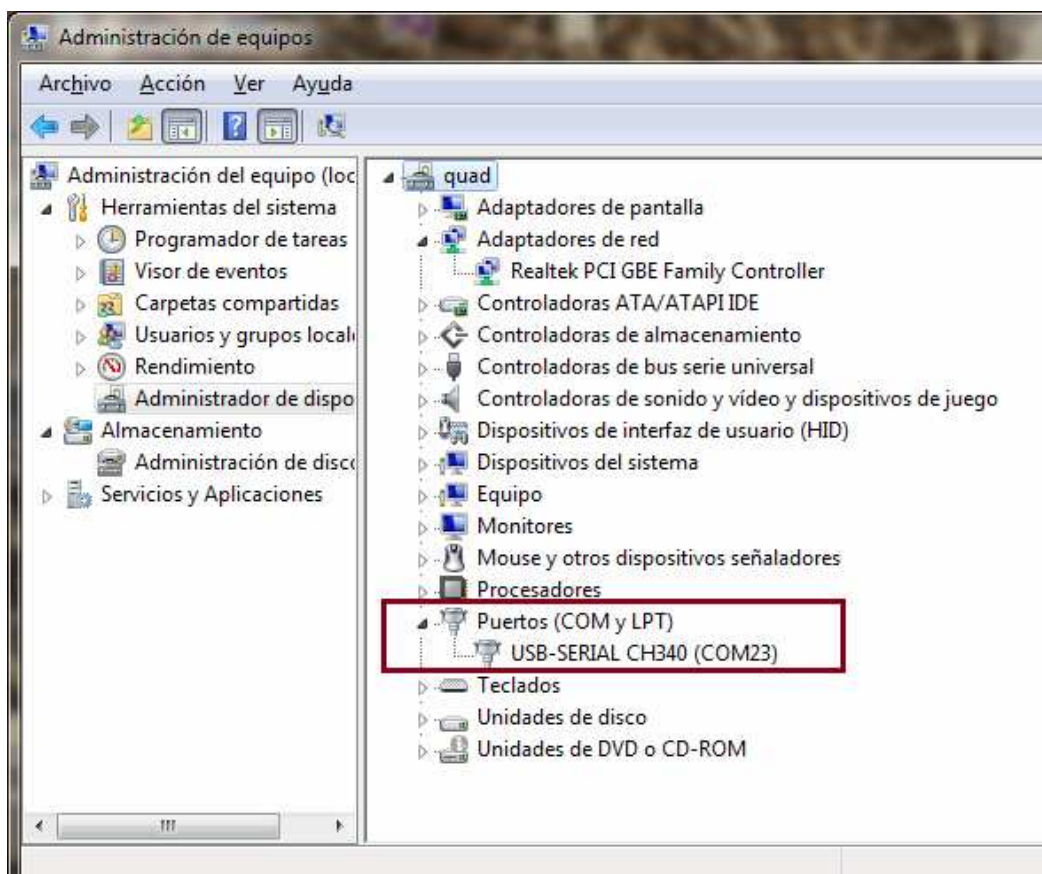 Administración de equipos
Archivo Acción Ver Ayuda
Administración del equipo (loc
Herramientas del sistema
Programador de tareas
Visor de eventos
Carpetas compartidas
Usuarios y grupos locale
Rendimiento
Administrador de dispo
Almacenamiento
Administración de disco
Servicios y Aplicaciones
quad
Adaptadores de pantalla
Adaptadores de red
Realtek PCI GBE Family Controller
Controladoras ATA/ATAPI IDE
Controladoras de almacenamiento
Controladoras de bus serie universal
Controladoras de sonido y vídeo y dispositivos de juego
Dispositivos de interfaz de usuario (HID)
Dispositivos del sistema
Equipo
Monitores
Mouse y otros dispositivos señaladores
Procesadores
Puertos (COM y LPT)
USB-SERIAL CH340 (COM23)
Teclados
Unidades de disco
Unidades de DVD o CD-ROM